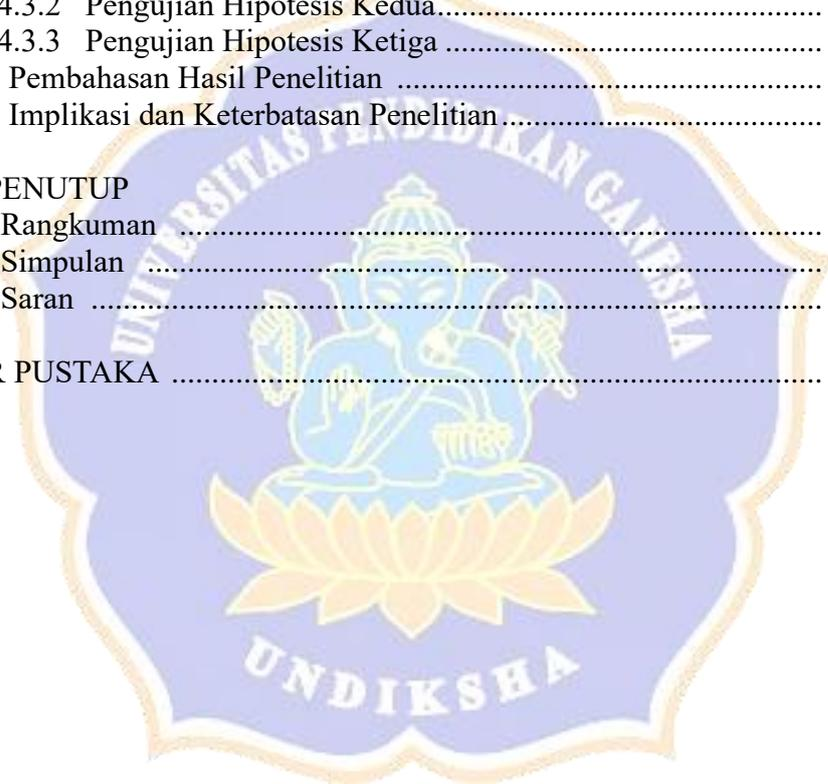 4.3.2 Pengujian Hipotesis Kedua........................................
4.3.3 Pengujian Hipotesis Ketiga ........................................
Pembahasan Hasil Penelitian ........................................
Implikasi dan Keterbatasan Penelitian........................................
PENUTUP
Rangkuman ........................................
Simpulan ........................................
Saran ........................................
R PUSTAKA ........................................
UNIVERSITAS PENDIDIKAN GANESHA
UNDIKSHA